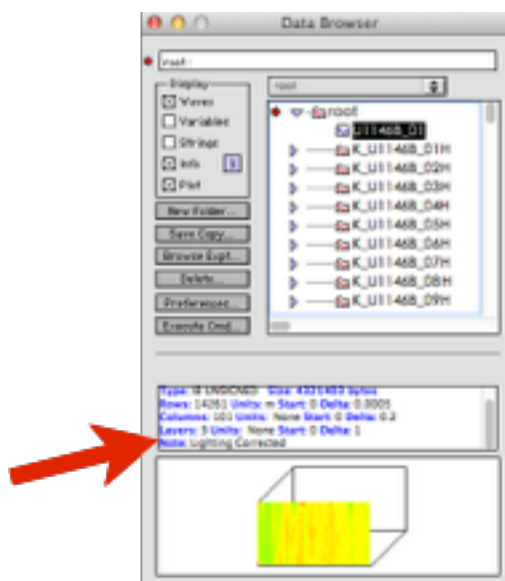 Data Browser
root:
Display
Waves
Variables
Strings
Info
Plot
New Folder...
Save Copy...
Browse Expt...
Delete...
Preferences...
Execute Cmd...
root
root
U1146B_01
K_U1146B_01H
K_U1146B_02H
K_U1146B_03H
K_U1146B_04H
K_U1146B_05H
K_U1146B_06H
K_U1146B_07H
K_U1146B_08H
K_U1146B_09H
Type: I8 UNSIGNED Size: bytes
Rows: 14261 Units: m Start: 0 Delta: 0.0005
Columns: 101 Units: None Start: 0 Delta: 0.2
Layers: 3 Units: None Start: 0 Delta: 1
Note: Lighting Corrected